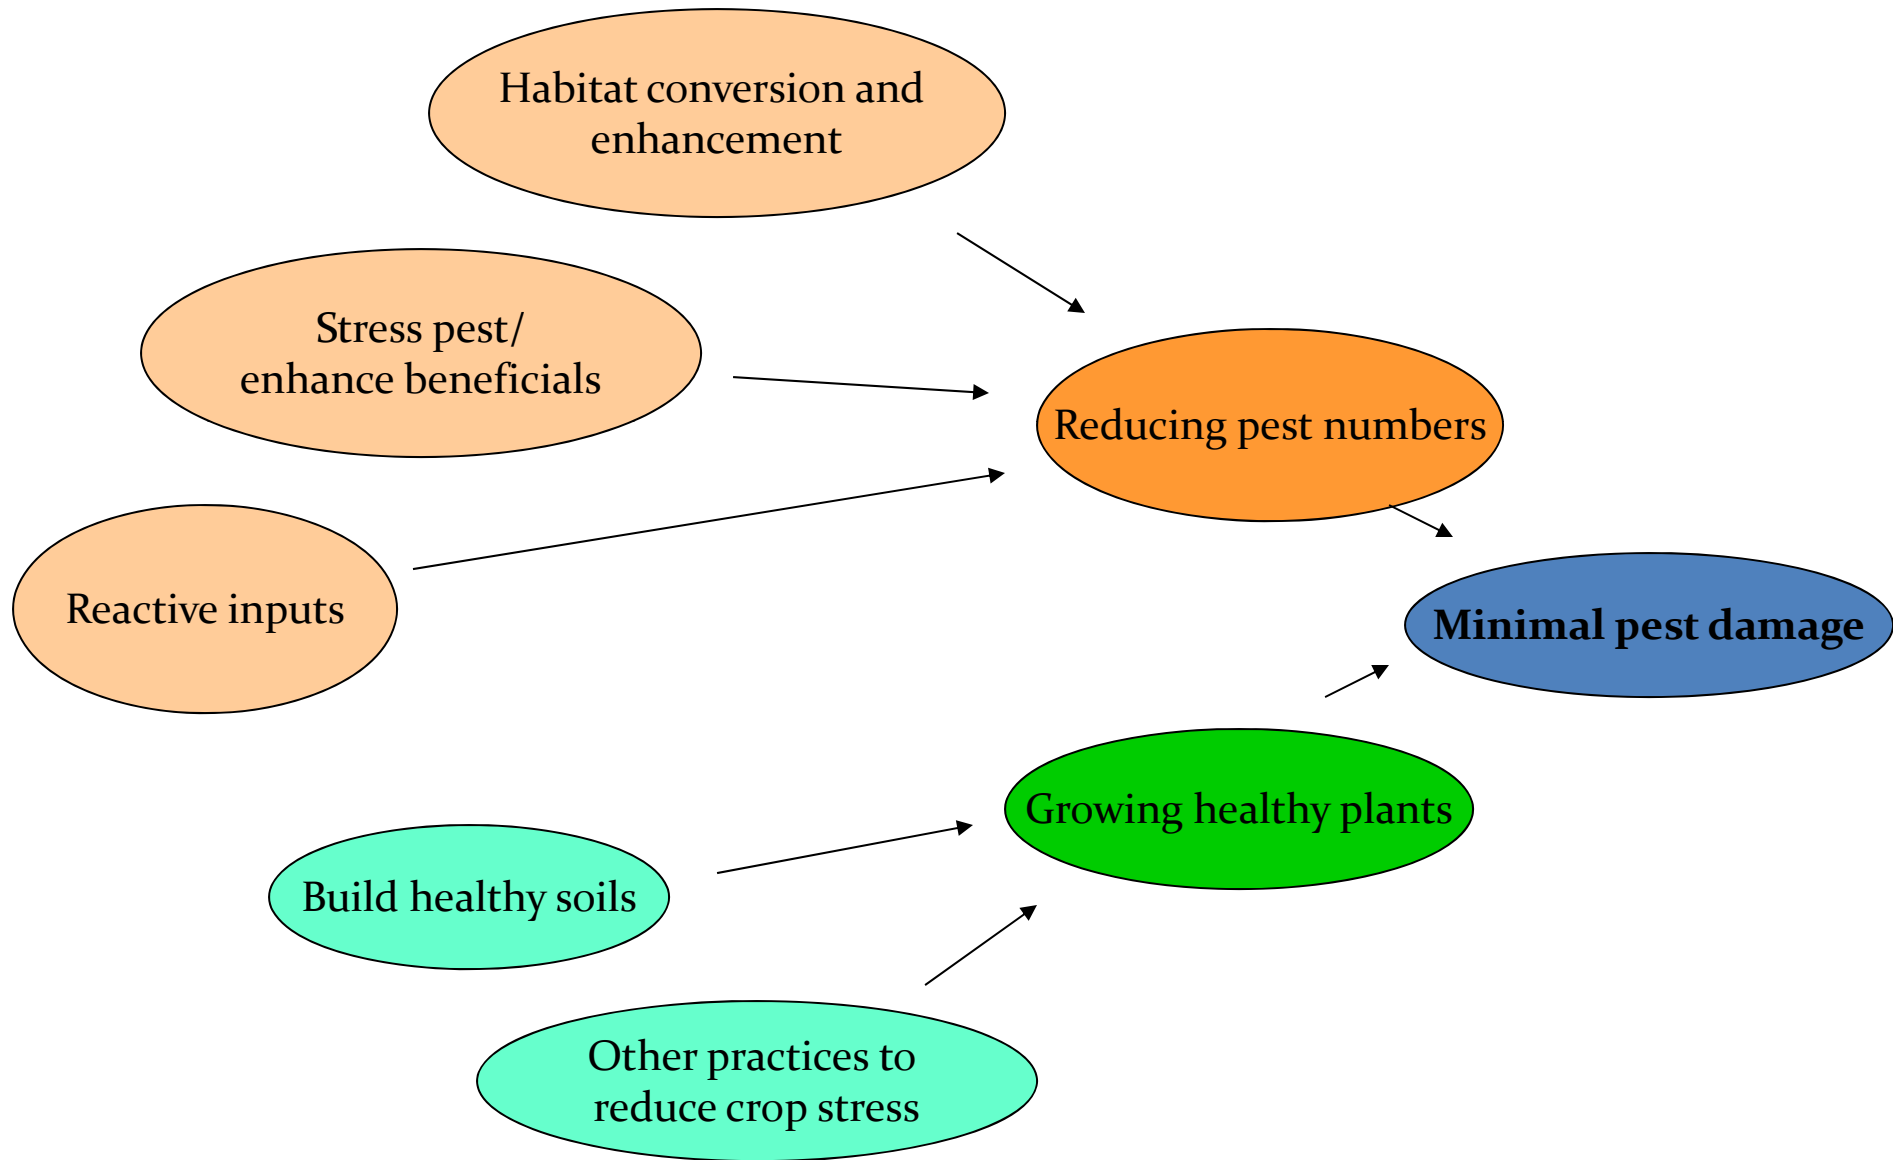 Habitat conversion and
enhancement
Stress pest/
enhance beneficials
Reducing pest numbers
Reactive inputs
Minimal pest damage
Growing healthy plants
Build healthy soils
Other practices to
reduce crop stress